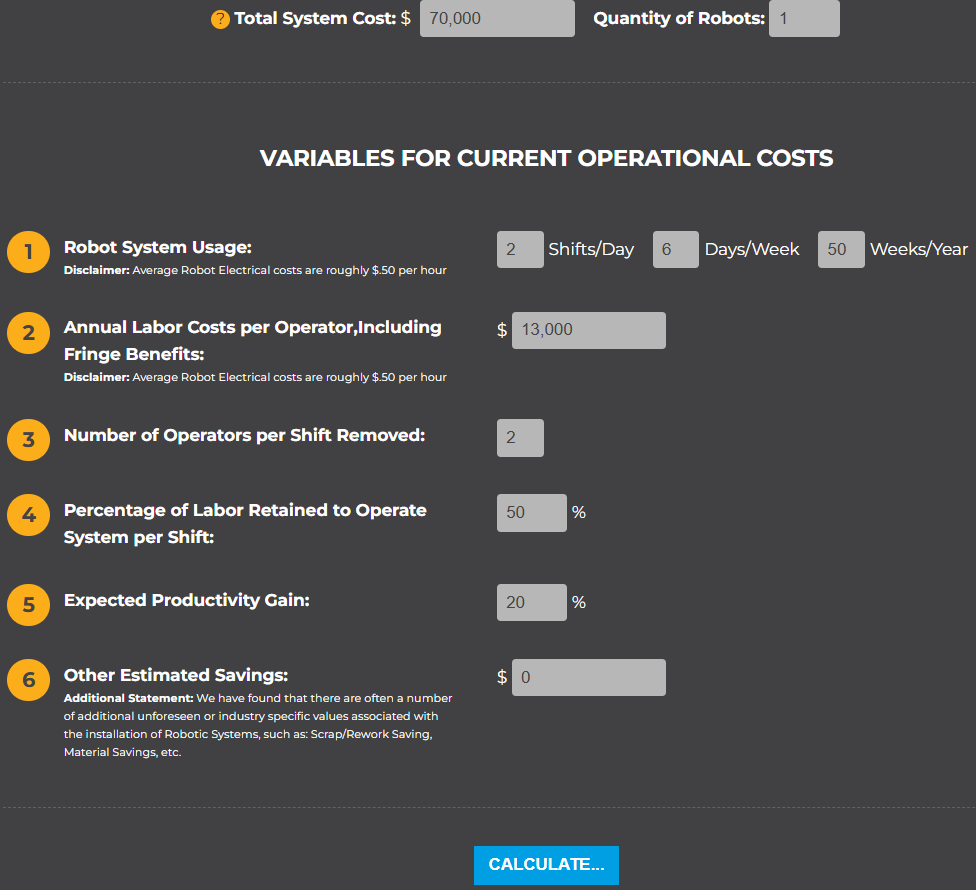 ? Total System Cost: $ 70,000 Quantity of Robots: 1
VARIABLES FOR CURRENT OPERATIONAL COSTS
1 Robot System Usage: 2 Shifts/Day 6 Days/Week 50 Weeks/Year
Disclaimer: Average Robot Electrical costs are roughly $.50 per hour
2 Annual Labor Costs per Operator,Including $ 13,000
Fringe Benefits:
Disclaimer: Average Robot Electrical costs are roughly $.50 per hour
3 Number of Operators per Shift Removed: 2
4 Percentage of Labor Retained to Operate 50 %
System per Shift:
5 Expected Productivity Gain: 20 %
6 Other Estimated Savings: $ 0
Additional Statement: We have found that there are often a number
of additional unforeseen or industry specific values associated with
the installation of Robotic Systems, such as: Scrap/Rework Saving,
Material Savings, etc.
CALCULATE...